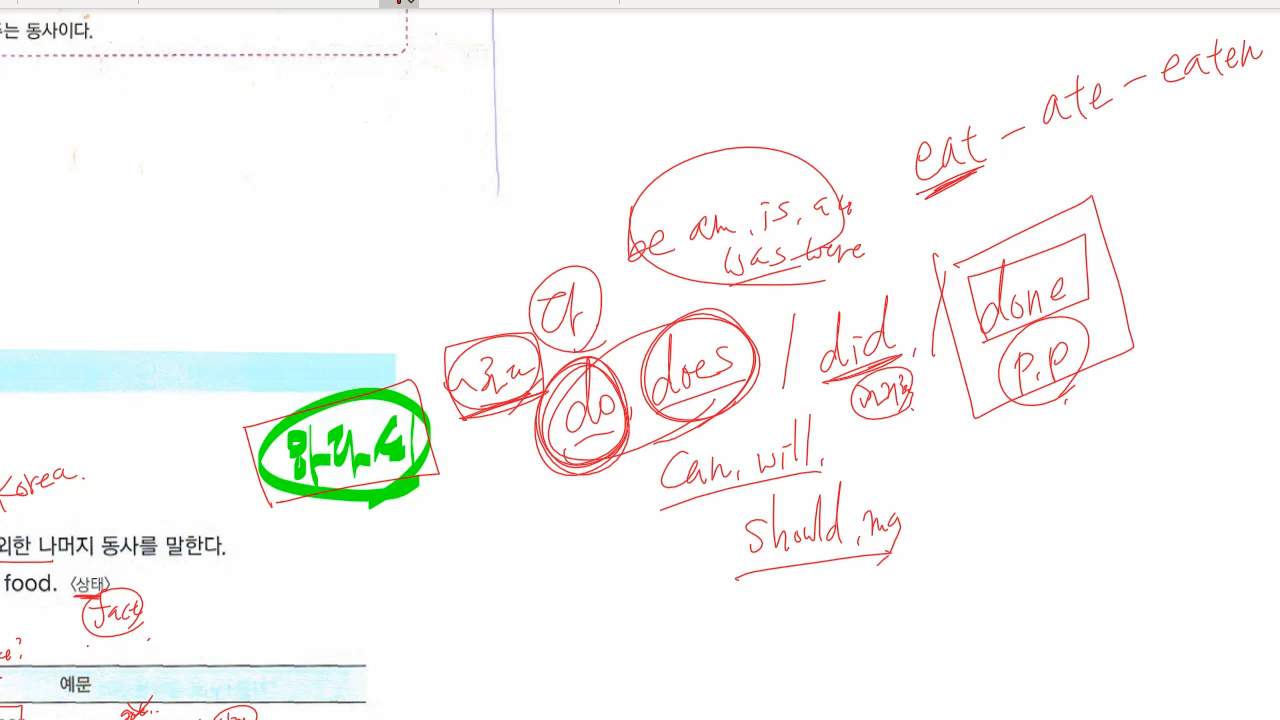 는 동사이다.
eat - ate - eaten
be am, is, are
was were
done
p.p
did,
does
do
can, will,
should, may
Korea.
외한 나머지 동사를 말한다.
food. <상태>
fact
예문